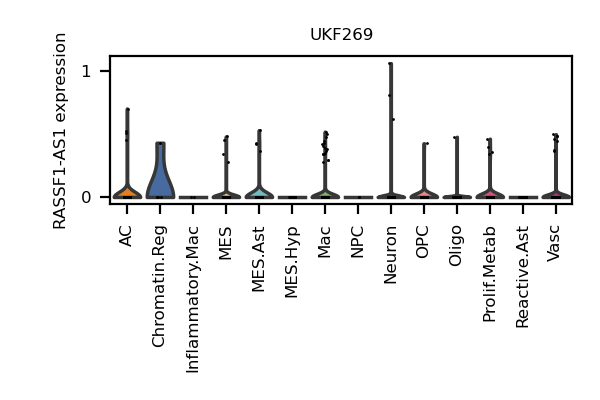 UKF269
RASSF1-AS1 expression
1
0
AC
Chromatin.Reg
Inflammatory.Mac
MES
MES.Ast
MES.Hyp
Mac
NPC
Neuron
OPC
Oligo
Prolif.Metab
Reactive.Ast
Vasc